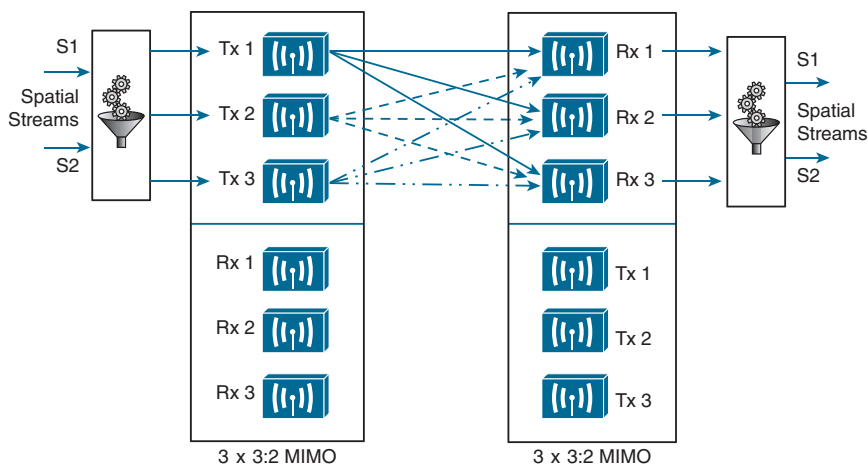 S1
Spatial
Streams
S2
Tx 1
Tx 2
Tx 3
Rx 1
Rx 2
Rx 3
3 x 3:2 MIMO
Rx 1
Rx 2
Rx 3
Tx 1
Tx 2
Tx 3
3 x 3:2 MIMO
S1
Spatial
Streams
S2